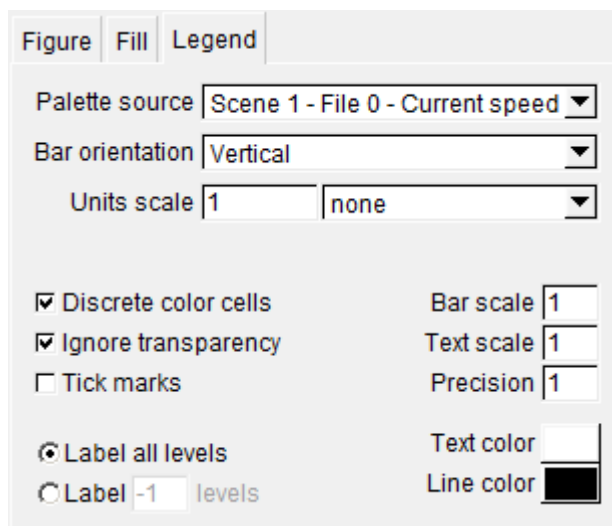 Figure Fill Legend
Palette source Scene 1 - File 0 - Current speed
Bar orientation Vertical
Units scale 1 none
Discrete color cells Bar scale 1
Ignore transparency Text scale 1
Tick marks Precision 1
Label all levels Text color
Label -1 levels Line color